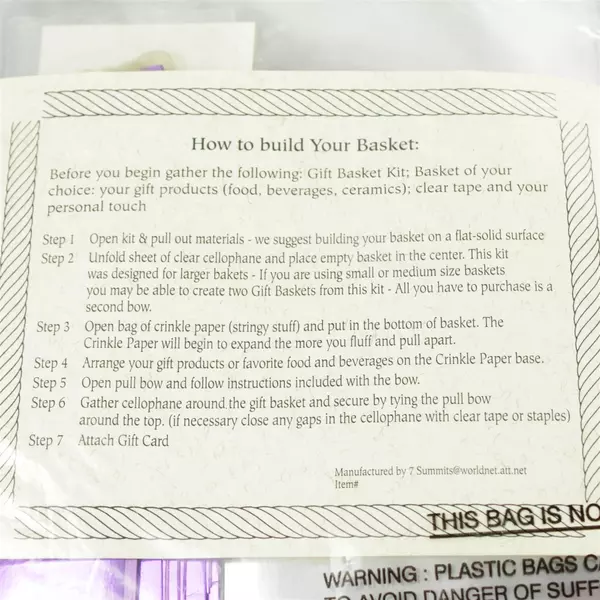 How to build Your Basket:
Before you begin gather the following: Gift Basket Kit; Basket of your
choice: your gift products (food, beverages, ceramics); clear tape and your
personal touch
Step 1 Open kit & pull out materials - we suggest building your basket on a flat-solid surface
Step 2 Unfold sheet of clear cellophane and place empty basket in the center. This kit
was designed for larger bakets - If you are using small or medium size baskets
you may be able to create two Gift Baskets from this kit - All you have to purchase is a
second bow.
Step 3 Open bag of crinkle paper (stringy stuff) and put in the bottom of basket. The
Crinkle Paper will begin to expand the more you fluff and pull apart.
Step 4 Arrange your gift products or favorite food and beverages on the Crinkle Paper base.
Step 5 Open pull bow and follow instructions included with the bow.
Step 6 Gather cellophane around the gift basket and secure by tying the pull bow
around the top. (if necessary close any gaps in the cellophane with clear tape or staples)
Step 7 Attach Gift Card
Manufactured by 7 Summits@worldnet.att.net
Item#
THIS BAG IS NO
WARNING : PLASTIC BAGS C
TO AVOID DANGER OF SUFF